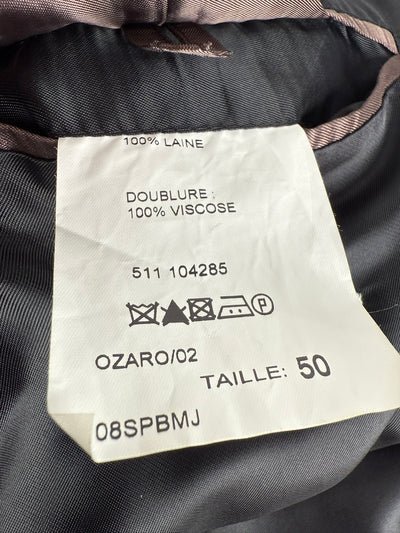 100% LAINE
DOUBLURE :
100% VISCOSE
511 104285
P
OZARO/02
TAILLE: 50
08SPBMJ